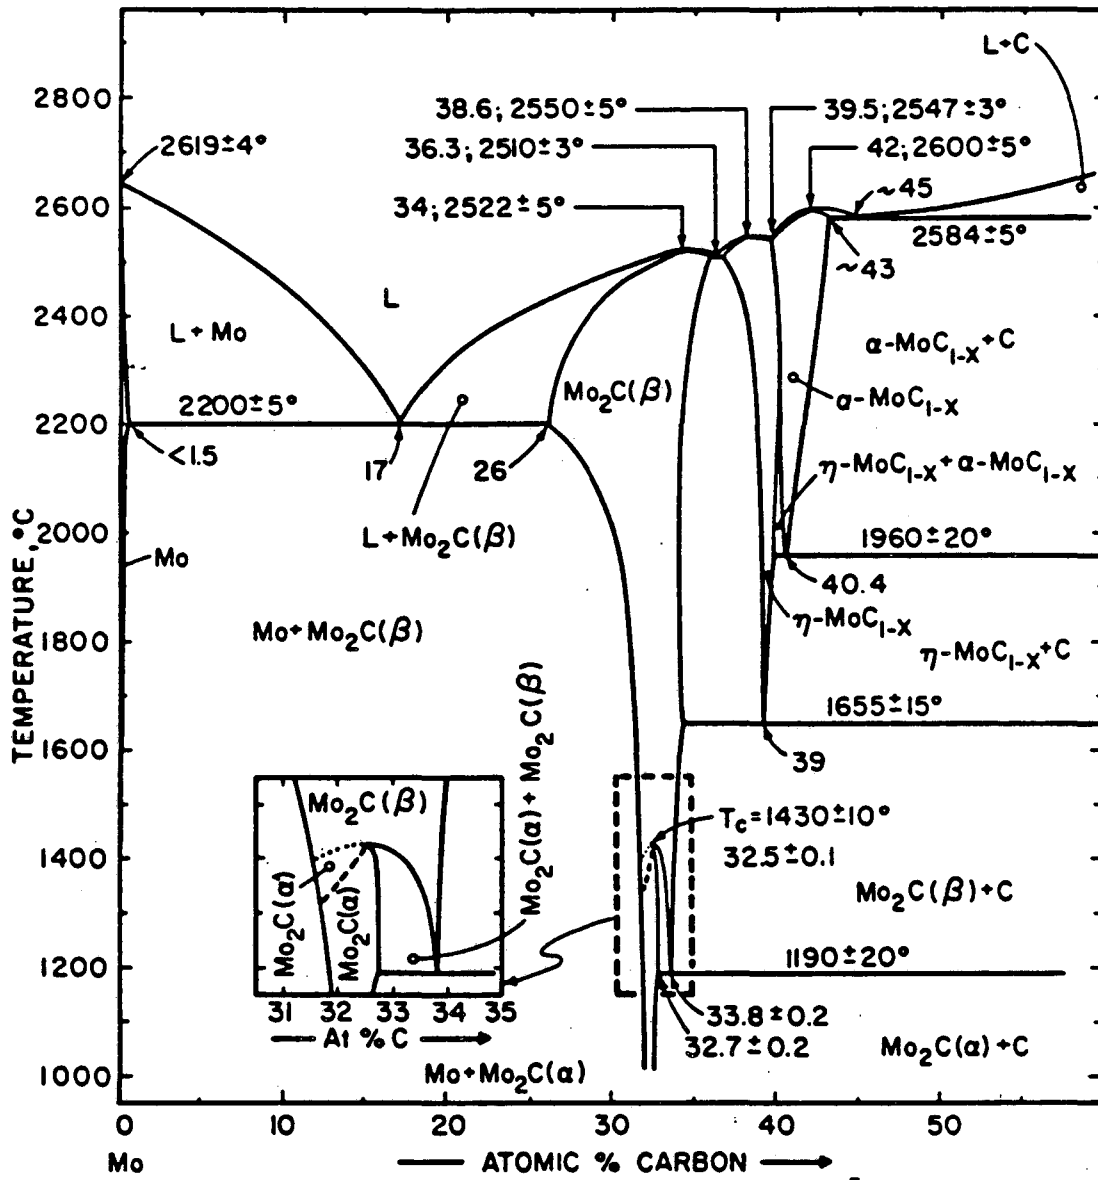 L+C
2800
38.6; 2550±5°
39.5; 2547±3°
2619±4°
36.3; 2510±3°
42; 2600±5°
~45
34; 2522±5°
2600
2584±5°
~43
L
2400
L+Mo
α-MoC1-X+C
Mo2C(β)
α-MoC1-X
2200±5°
2200
<1.5
17
26
η-MoC1-X+α-MoC1-X
L+Mo2C(β)
2000
1960±20°
Mo
40.4
Mo+Mo2C(β)
η-MoC1-X
1800
η-MoC1-X+C
1655±15°
1600
39
Mo2C(α)+Mo2C(β)
Mo2C(β)
Tc=1430±10°
32.5±0.1
1400
Mo2C(α)
Mo2C(α)
Mo2C(β)+C
1200
1190±20°
31 32 33 34 35
At % C
33.8±0.2
32.7±0.2
Mo2C(α)+C
Mo+Mo2C(α)
1000
TEMPERATURE, °C
0 10 20 30 40 50
Mo
ATOMIC % CARBON